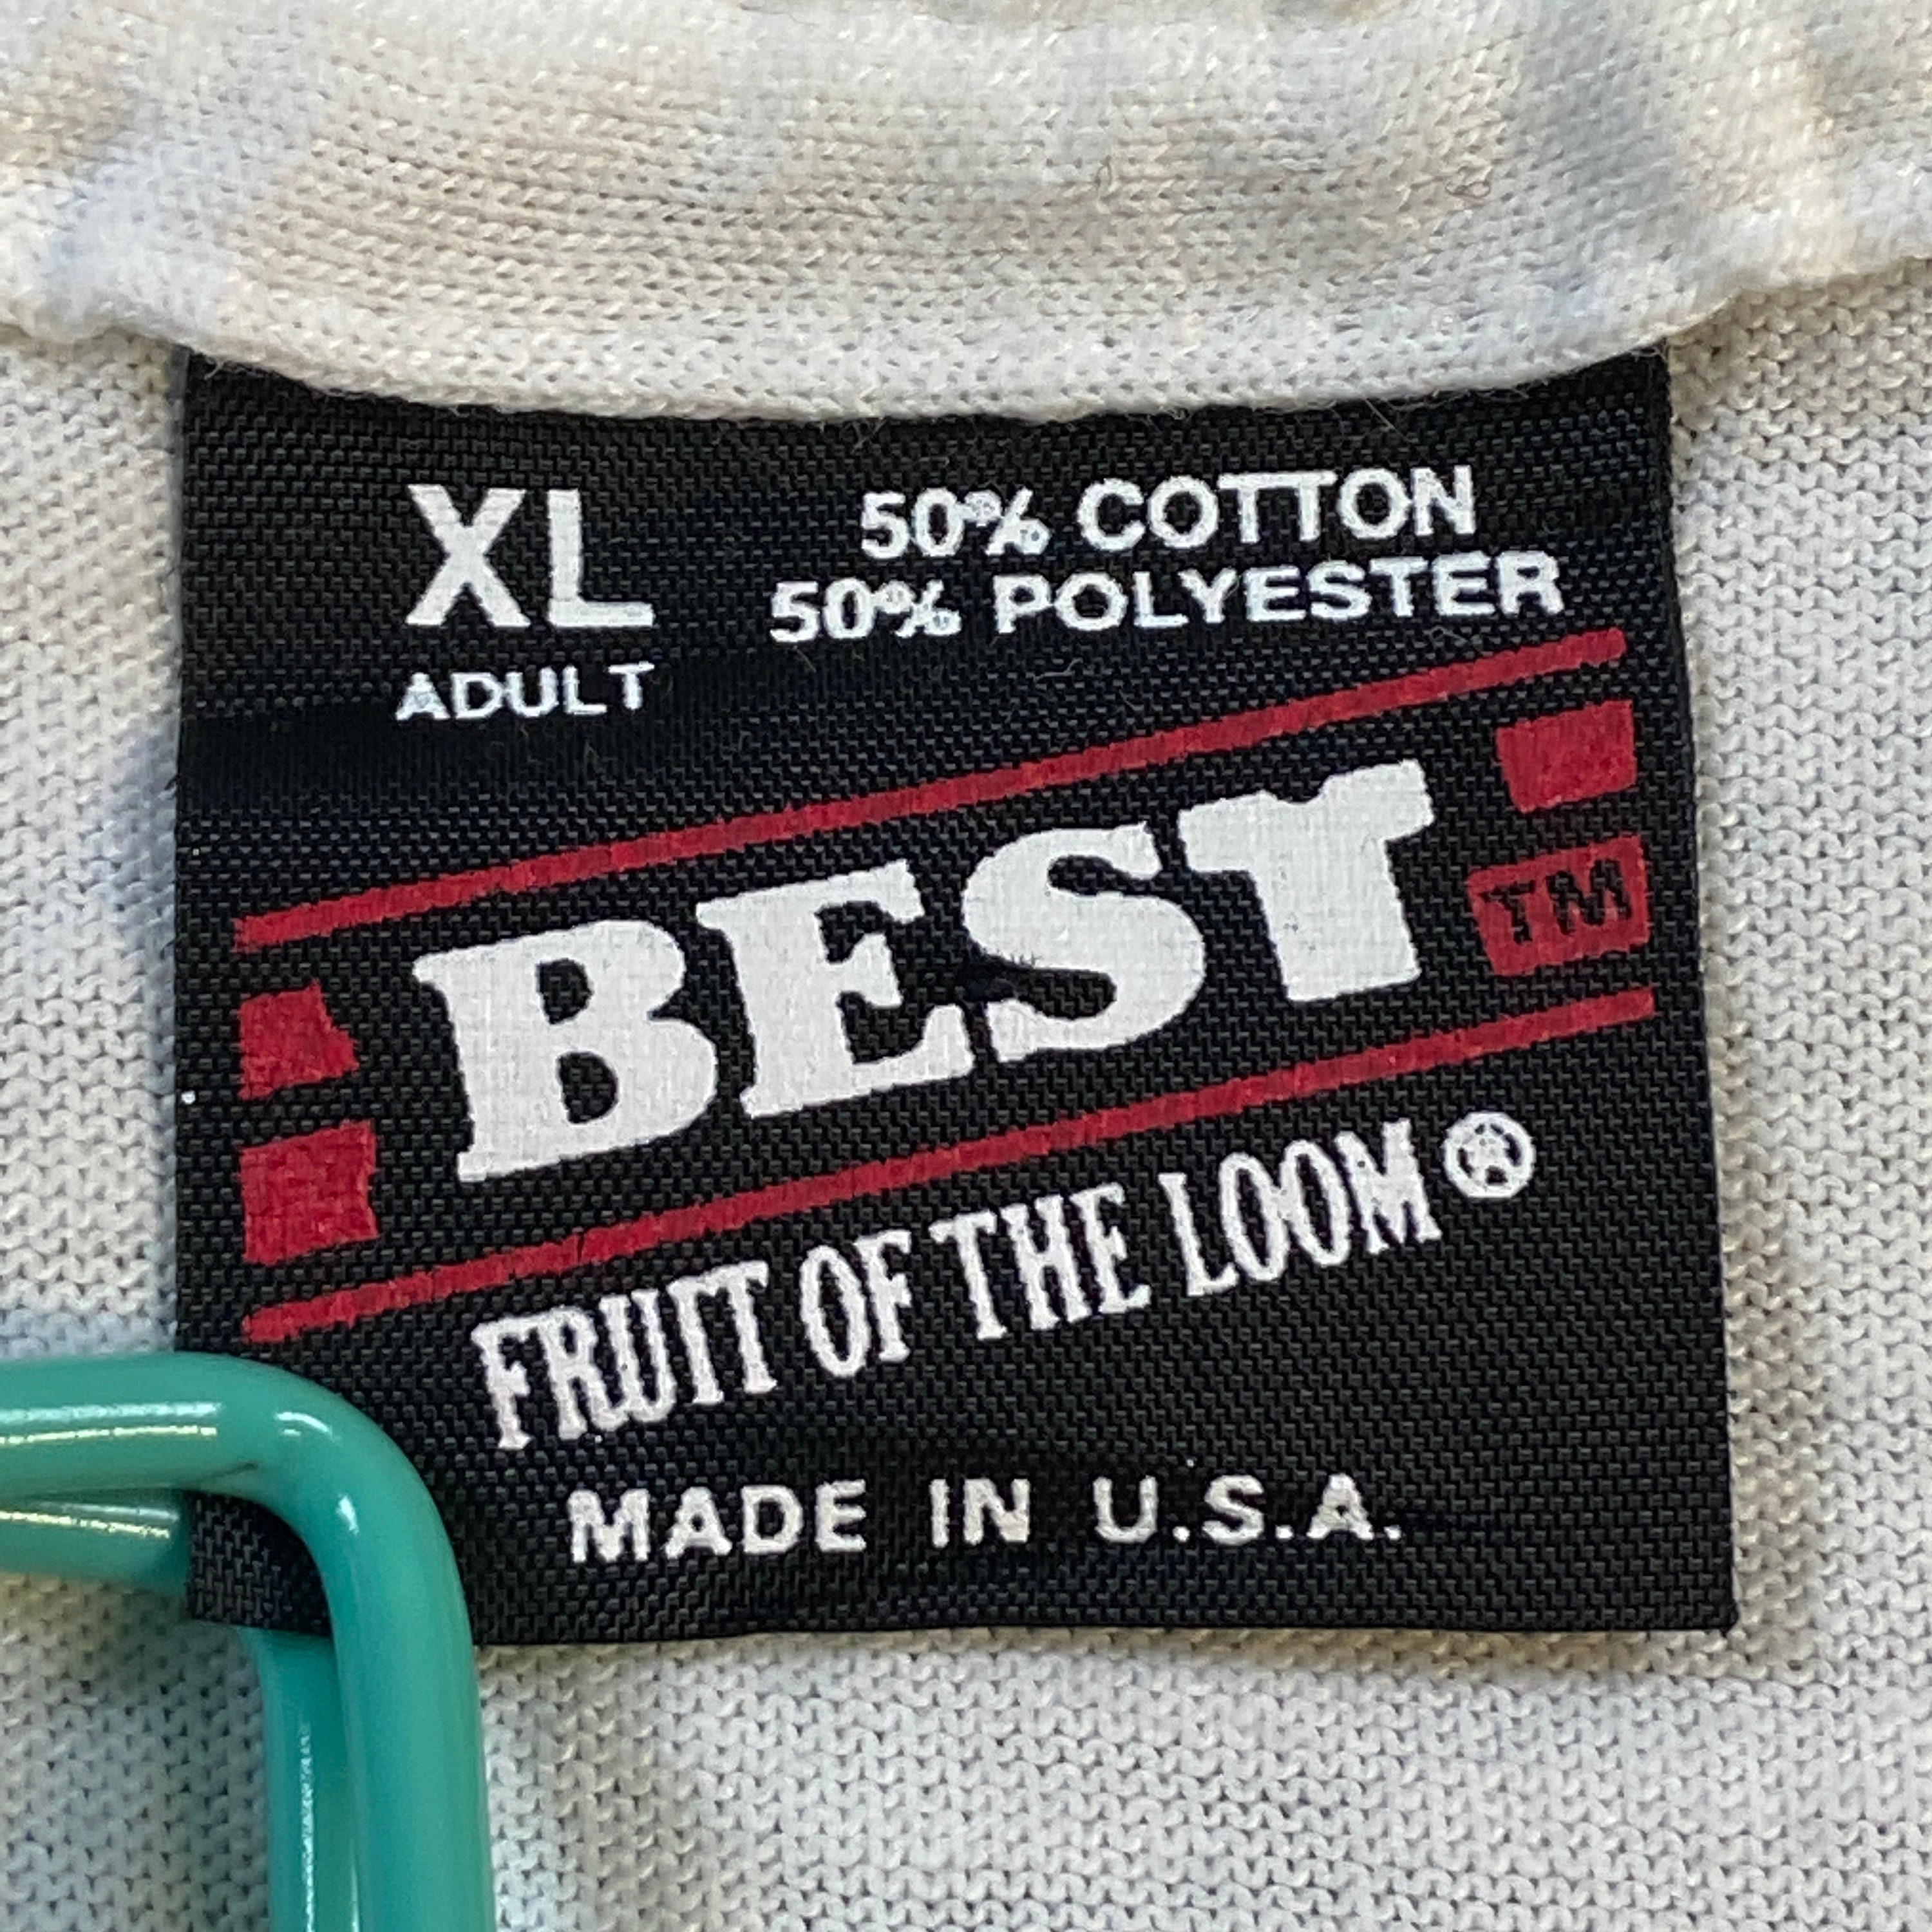 XL
ADULT
50% COTTON
50% POLYESTER
BEST
TM
FRUIT OF THE LOOM®
MADE IN U.S.A.